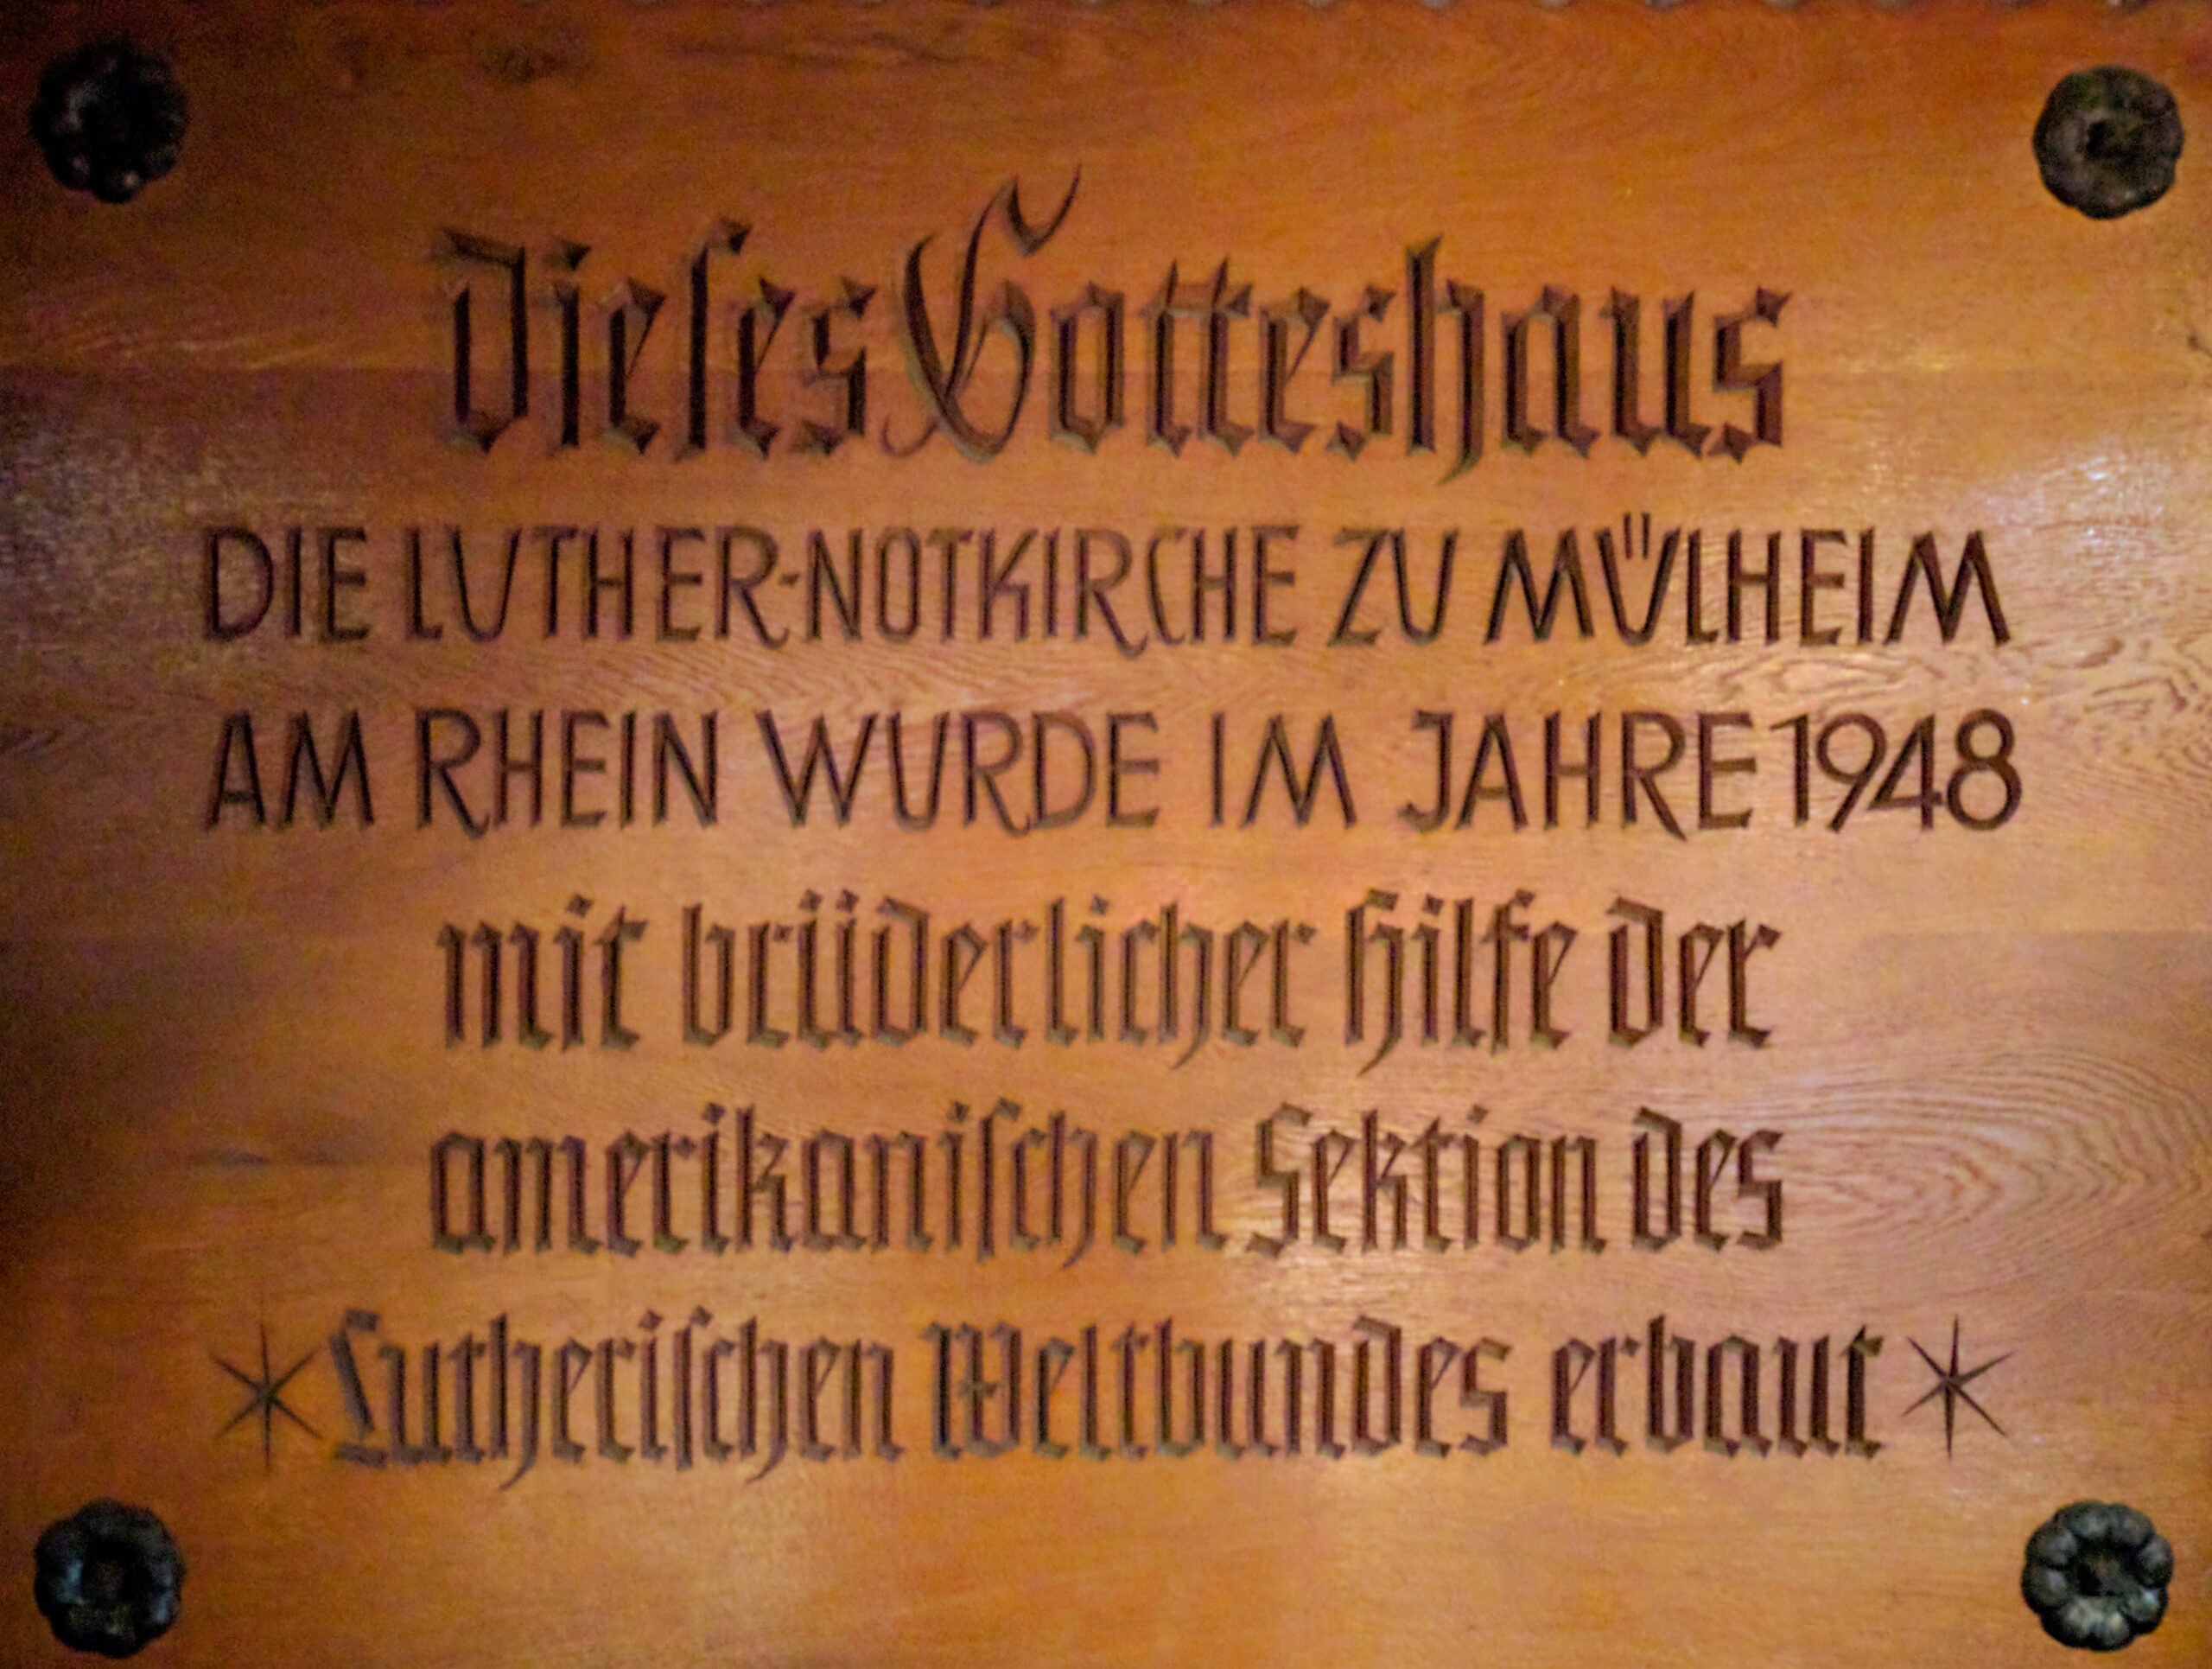 Dieſes Gotteshaus
DIE LUTHER-NOTKIRCHE ZU MÜLHEIM
AM RHEIN WURDE IM JAHRE 1948
mit brüderlicher Hilfe der
amerikaniſchen Sektion des
Lutheriſchen Weltbundes erbaut